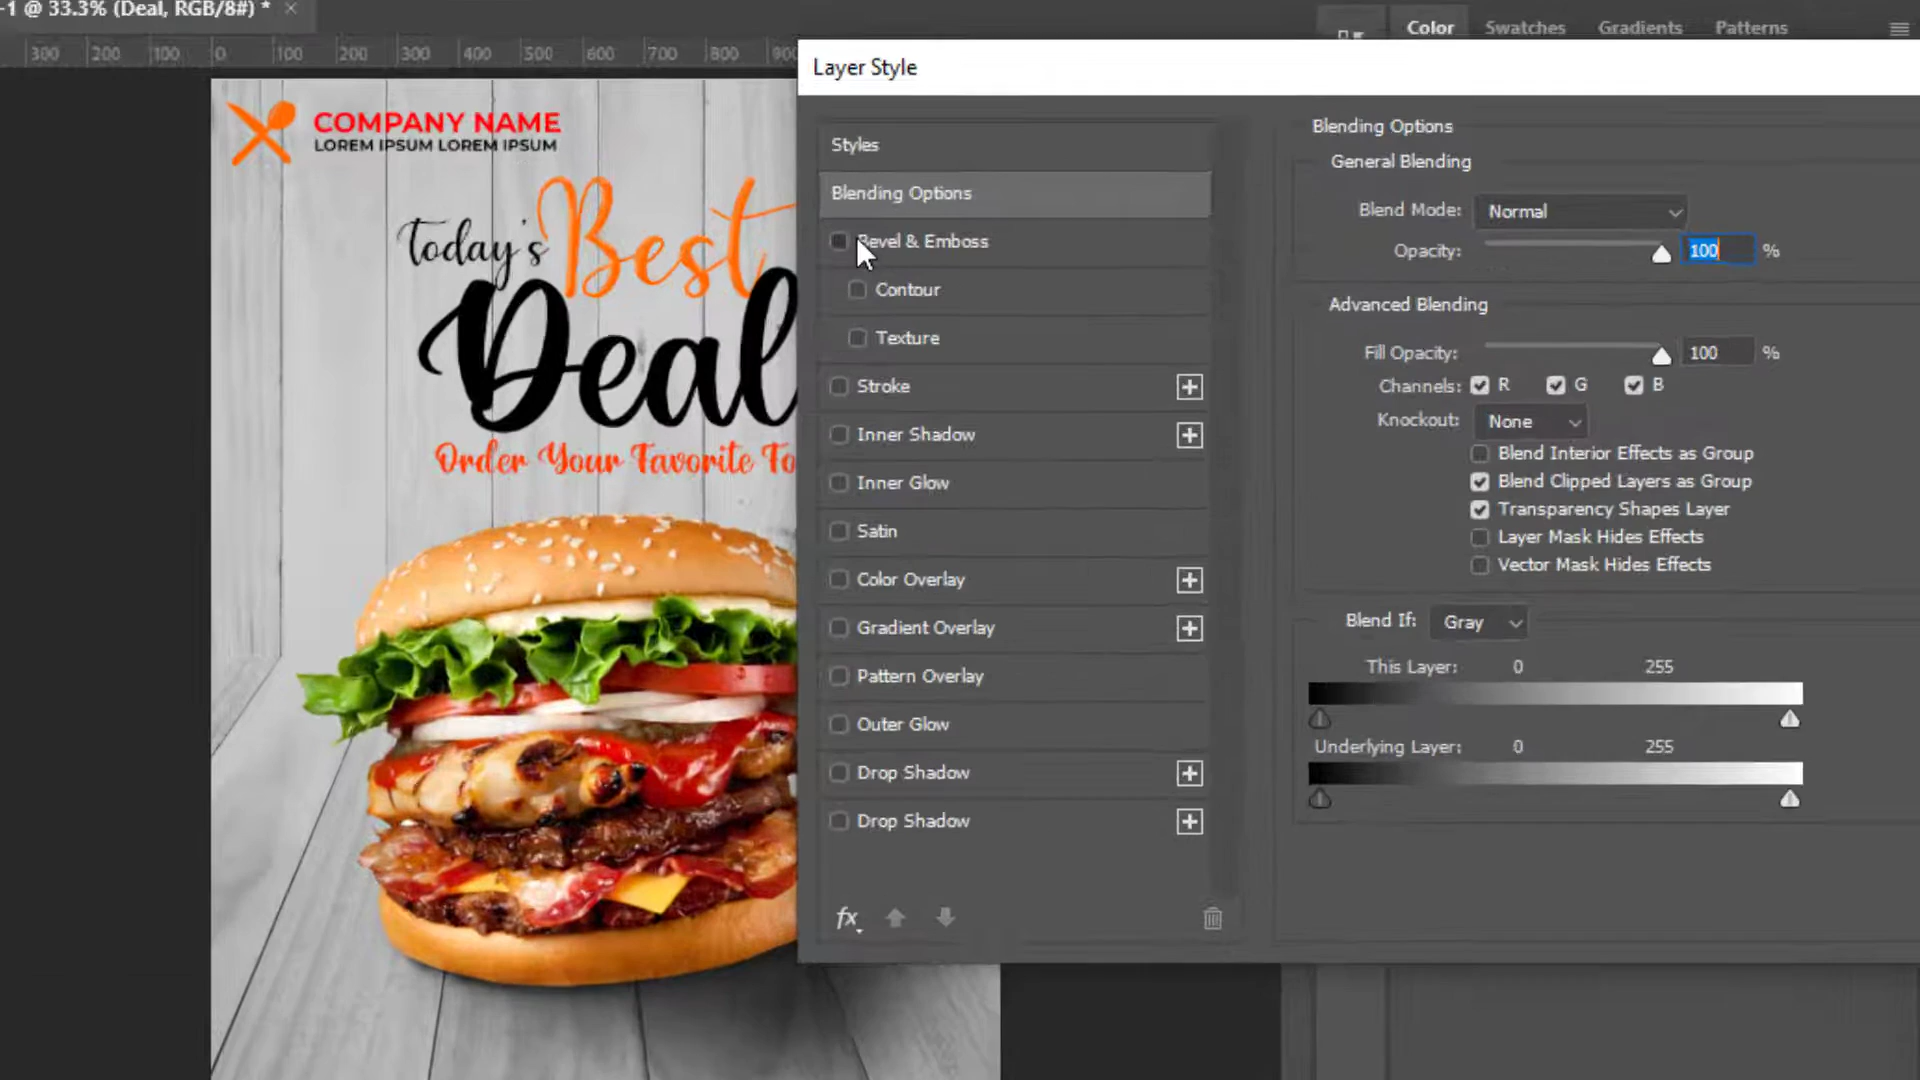 -1 @ 33.3% (Deal, RGB/8#) *
Color Swatches Gradients Patterns
300 200 100 0 100 200 300 400 500 600 700 800 900
Layer Style
COMPANY NAME
LOREM IPSUM LOREM IPSUM
today's Best
Deal
Order Your Favorite
Styles
Blending Options
Bevel & Emboss
Contour
Texture
Stroke
Inner Shadow
Inner Glow
Satin
Color Overlay
Gradient Overlay
Pattern Overlay
Outer Glow
Drop Shadow
Drop Shadow
fx
Blending Options
General Blending
Blend Mode: Normal
Opacity: 100 %
Advanced Blending
Fill Opacity: 100 %
Channels: R G B
Knockout: None
Blend Interior Effects as Group
Blend Clipped Layers as Group
Transparency Shapes Layer
Layer Mask Hides Effects
Vector Mask Hides Effects
Blend If: Gray
This Layer: 0 255
Underlying Layer: 0 255